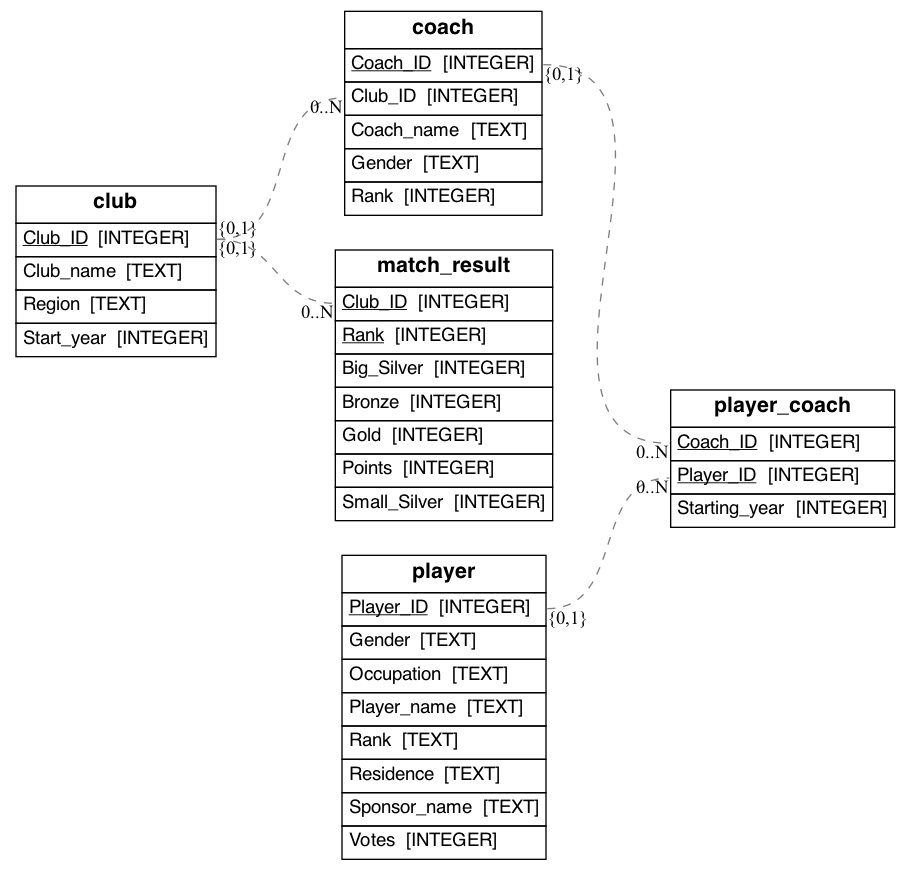 coach
Coach_ID [INTEGER]
{0,1}
Club_ID [INTEGER]
0..N
Coach_name [TEXT]
Gender [TEXT]
Rank [INTEGER]
club
{0,1}
Club_ID [INTEGER]
{0,1}
Club_name [TEXT]
Region [TEXT]
Start_year [INTEGER]
match_result
Club_ID [INTEGER]
0..N
Rank [INTEGER]
Big_Silver [INTEGER]
Bronze [INTEGER]
Gold [INTEGER]
Points [INTEGER]
Small_Silver [INTEGER]
player_coach
Coach_ID [INTEGER]
0..N
Player_ID [INTEGER]
0..N
Starting_year [INTEGER]
player
Player_ID [INTEGER]
{0,1}
Gender [TEXT]
Occupation [TEXT]
Player_name [TEXT]
Rank [TEXT]
Residence [TEXT]
Sponsor_name [TEXT]
Votes [INTEGER]